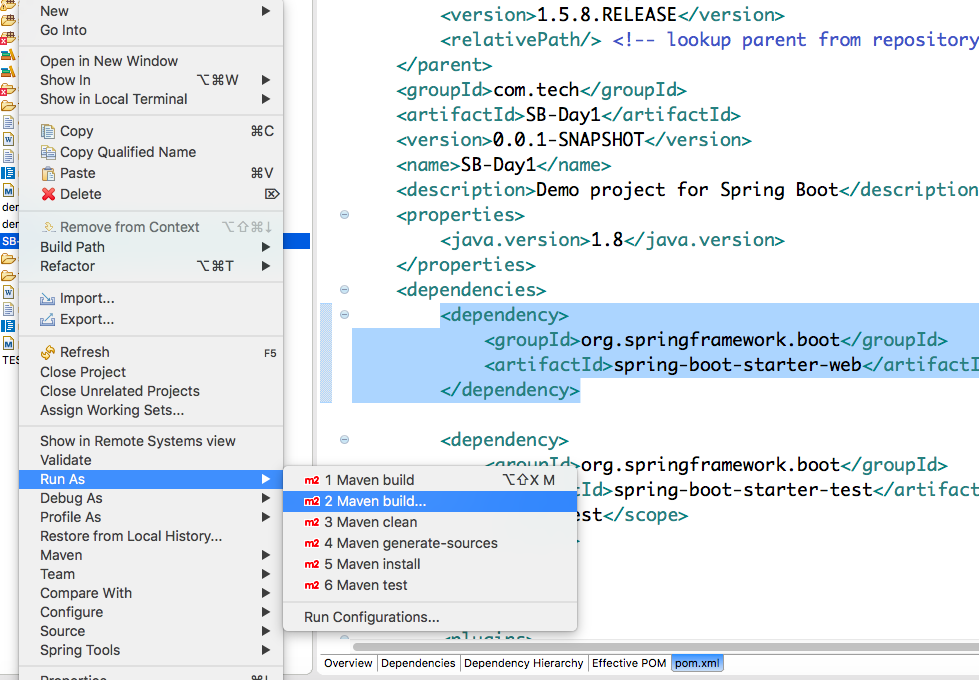 New
Go Into
Open in New Window
Show In ⌥⌘W
Show in Local Terminal
Copy ⌘C
Copy Qualified Name
Paste ⌘V
Delete ⌦
Remove from Context ⌥⇧⌘↓
Build Path
Refactor ⌥⌘T
Import...
Export...
Refresh F5
Close Project
Close Unrelated Projects
Assign Working Sets...
Show in Remote Systems view
Validate
Run As
Debug As
Profile As
Restore from Local History...
Maven
Team
Compare With
Configure
Source
Spring Tools
Properties ⌘I
m2 1 Maven build ⌥⇧X M
m2 2 Maven build...
m2 3 Maven clean
m2 4 Maven generate-sources
m2 5 Maven install
m2 6 Maven test
Run Configurations...
<version>1.5.8.RELEASE</version>
<relativePath/> <!-- lookup parent from repository
</parent>
<groupId>com.tech</groupId>
<artifactId>SB-Day1</artifactId>
<version>0.0.1-SNAPSHOT</version>
<name>SB-Day1</name>
<description>Demo project for Spring Boot</description
<properties>
<java.version>1.8</java.version>
</properties>
<dependencies>
<dependency>
<groupId>org.springframework.boot</groupId>
<artifactId>spring-boot-starter-web</artifactI
</dependency>
<dependency>
<groupId>org.springframework.boot</groupId>
Id>spring-boot-starter-test</artifact
est</scope>
<plugins>
Overview Dependencies Dependency Hierarchy Effective POM pom.xml